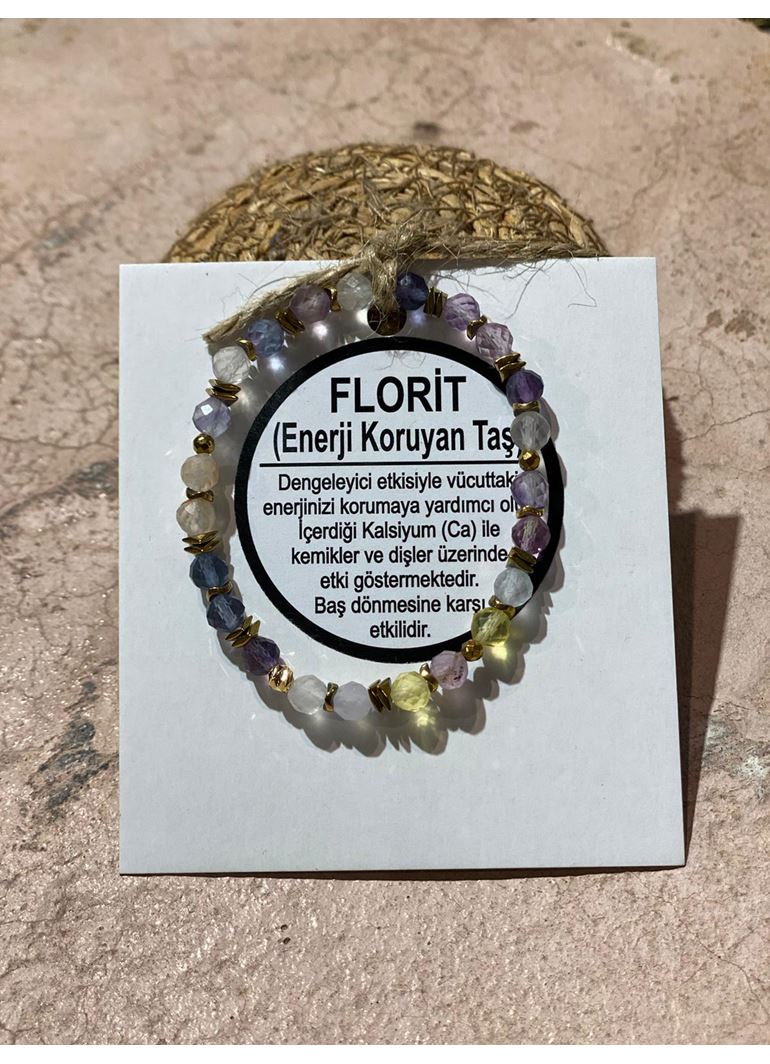 FLORİT
(Enerji Koruyan Taş)
Dengeleyici etkisiyle vücuttaki
enerjinizi korumaya yardımcı
İçerdiği Kalsiyum (Ca) ile
kemikler ve dişler üzerinde
etki göstermektedir.
Baş dönmesine karşı
etkilidir.